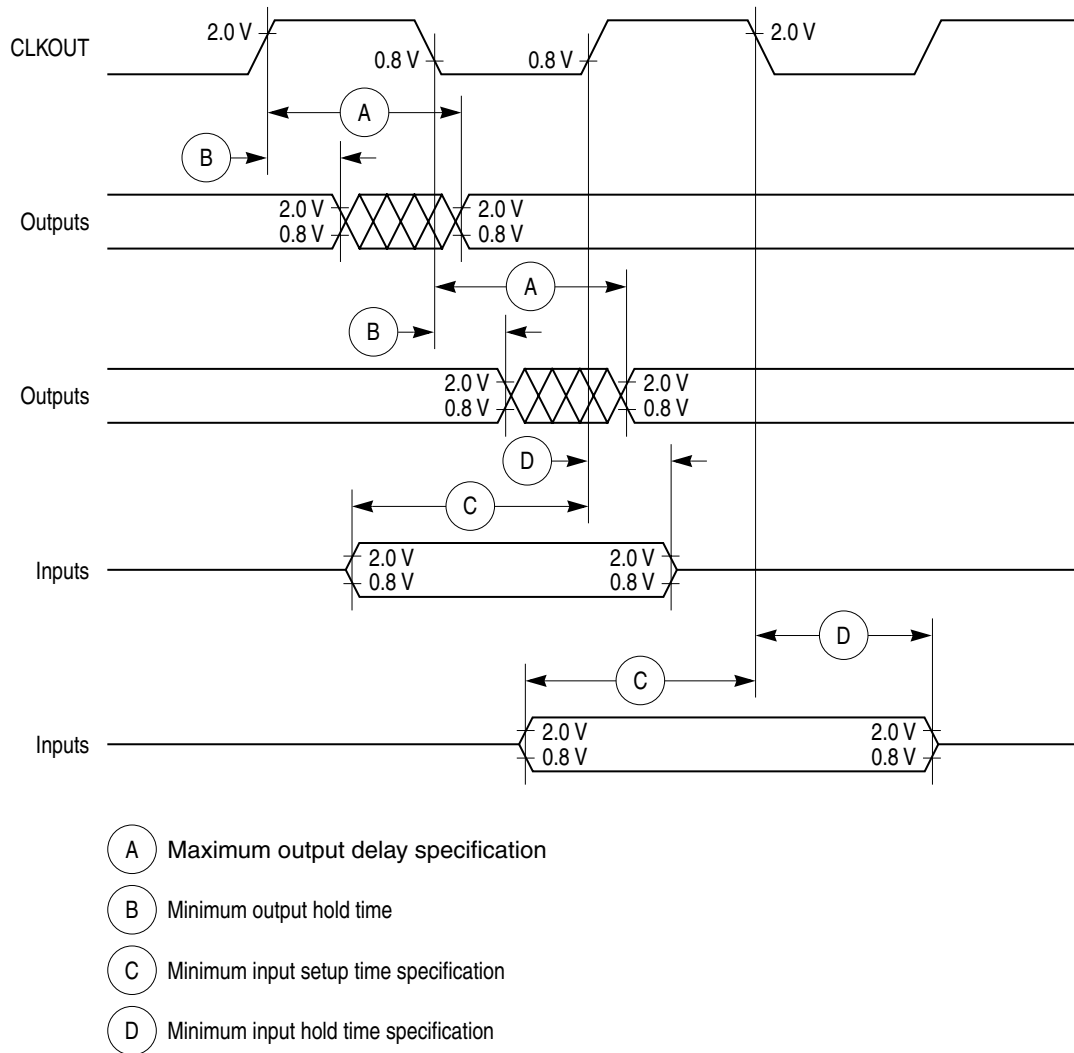 CLKOUT
2.0 V
0.8 V
0.8 V
2.0 V
A
B
Outputs
2.0 V
0.8 V
2.0 V
0.8 V
A
B
Outputs
2.0 V
0.8 V
2.0 V
0.8 V
D
C
Inputs
2.0 V
0.8 V
2.0 V
0.8 V
D
C
Inputs
2.0 V
0.8 V
2.0 V
0.8 V
A Maximum output delay specification
B Minimum output hold time
C Minimum input setup time specification
D Minimum input hold time specification